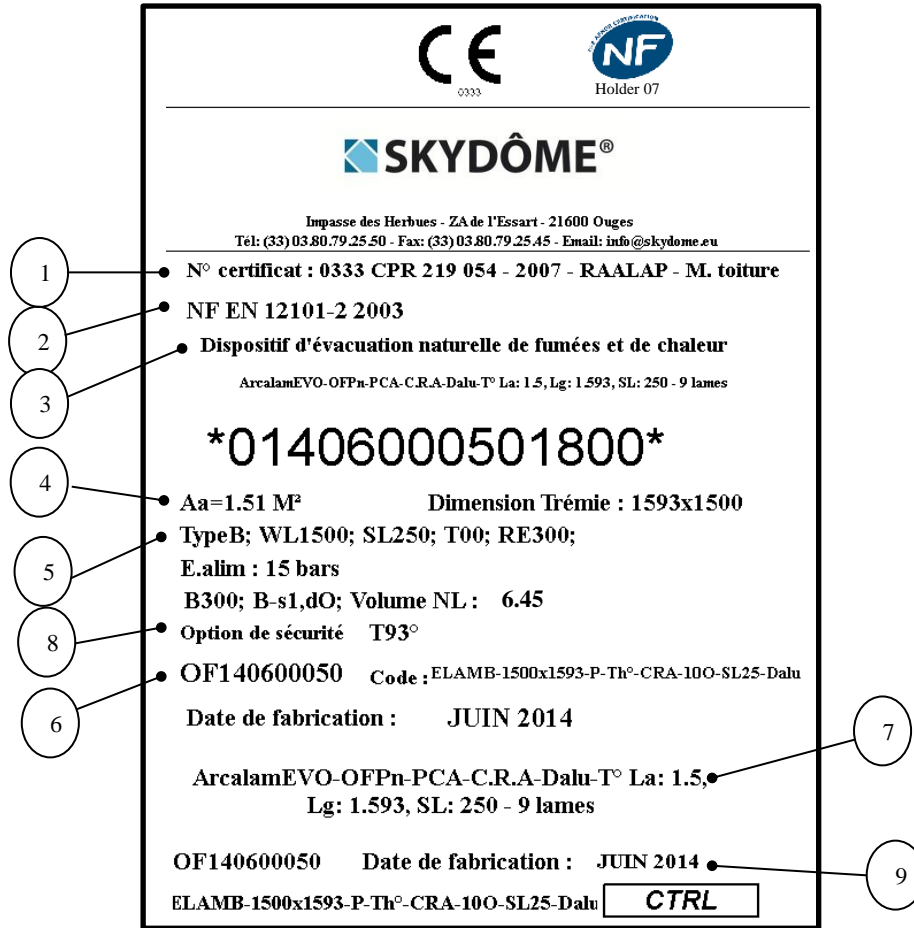 CE
0333
NF
Holder 07
SKYDÔME®
Impasse des Herbues - ZA de l'Essart - 21600 Ouges
Tél: (33) 03.80.79.25.50 - Fax: (33) 03.80.79.25.45 - Email: info@skydome.eu
1
N° certificat : 0333 CPR 219 054 - 2007 - RAALAP - M. toiture
2
NF EN 12101-2 2003
3
Dispositif d'évacuation naturelle de fumées et de chaleur
ArcalamEVO-OFPn-PCA-C.R.A-Dalu-T° La: 1.5, Lg: 1.593, SL: 250 - 9 lames
*01406000501800*
4
Aa=1.51 M² Dimension Trémie : 1593x1500
5
TypeB; WL1500; SL250; T00; RE300;
E.alim : 15 bars
B300; B-s1,dO; Volume NL : 6.45
8
Option de sécurité T93°
6
OF140600050 Code : ELAMB-1500x1593-P-Th°-CRA-10O-SL25-Dalu
Date de fabrication : JUIN 2014
7
ArcalamEVO-OFPn-PCA-C.R.A-Dalu-T° La: 1.5,
Lg: 1.593, SL: 250 - 9 lames
OF140600050 Date de fabrication : JUIN 2014
9
ELAMB-1500x1593-P-Th°-CRA-10O-SL25-Dalu CTRL